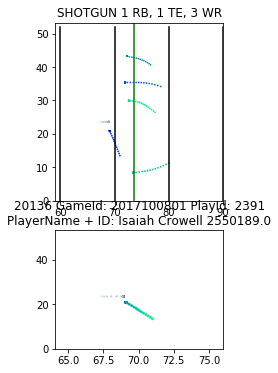 SHOTGUN 1 RB, 1 TE, 3 WR
50
40
30
20
10
0
60 70 80 90
20136 GameId: 2017100801 PlayId: 2391
PlayerName + ID: Isaiah Crowell 2550189.0
40
20
0
65.0 67.5 70.0 72.5 75.0